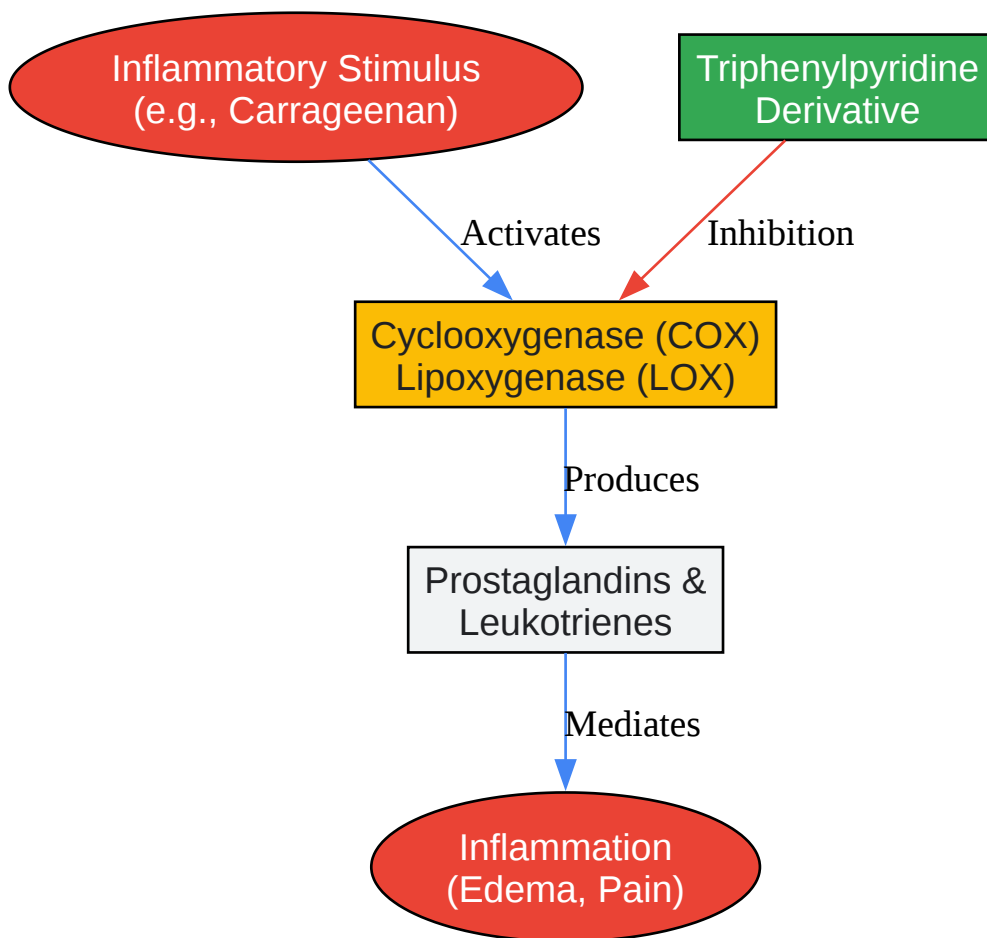 Inflammatory Stimulus
(e.g., Carrageenan)
Triphenylpyridine
Derivative
Activates
Inhibition
Cyclooxygenase (COX)
Lipoxygenase (LOX)
Produces
Prostaglandins &
Leukotrienes
Mediates
Inflammation
(Edema, Pain)